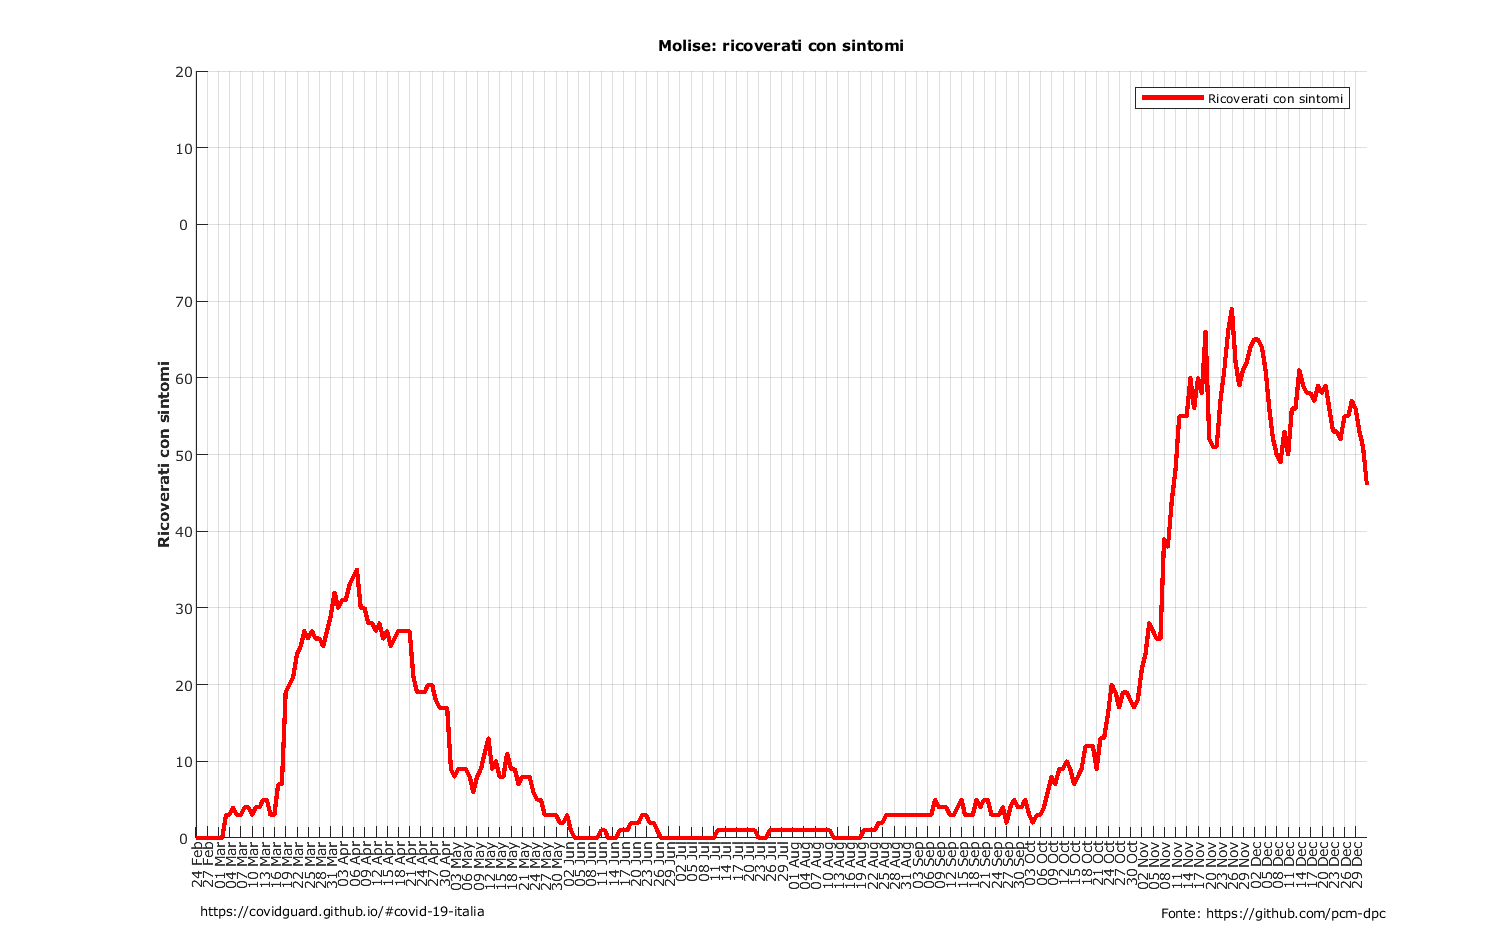 Molise: ricoverati con sintomi
Ricoverati con sintomi
20
10
0
70
60
50
40
30
20
10
0
Ricoverati con sintomi
24 Feb
27 Feb
01 Mar
04 Mar
07 Mar
10 Mar
13 Mar
16 Mar
19 Mar
22 Mar
25 Mar
28 Mar
31 Mar
03 Apr
06 Apr
09 Apr
12 Apr
15 Apr
18 Apr
21 Apr
24 Apr
27 Apr
30 Apr
03 May
06 May
09 May
12 May
15 May
18 May
21 May
24 May
27 May
30 May
02 Jun
05 Jun
08 Jun
11 Jun
14 Jun
17 Jun
20 Jun
23 Jun
26 Jun
29 Jun
02 Jul
05 Jul
08 Jul
11 Jul
14 Jul
17 Jul
20 Jul
23 Jul
26 Jul
29 Jul
01 Aug
04 Aug
07 Aug
10 Aug
13 Aug
16 Aug
19 Aug
22 Aug
25 Aug
28 Aug
31 Aug
03 Sep
06 Sep
09 Sep
12 Sep
15 Sep
18 Sep
21 Sep
24 Sep
27 Sep
30 Sep
03 Oct
06 Oct
09 Oct
12 Oct
15 Oct
18 Oct
21 Oct
24 Oct
27 Oct
30 Oct
02 Nov
05 Nov
08 Nov
11 Nov
14 Nov
17 Nov
20 Nov
23 Nov
26 Nov
29 Nov
02 Dec
05 Dec
08 Dec
11 Dec
14 Dec
17 Dec
20 Dec
23 Dec
26 Dec
29 Dec
https://covidguard.github.io/#covid-19-italia
Fonte: https://github.com/pcm-dpc